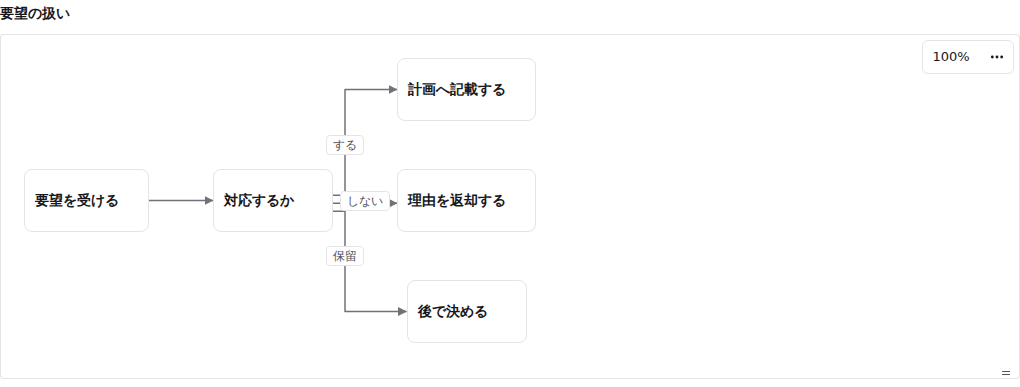 要望の扱い
100%
計画へ記載する
する
要望を受ける
対応するか
しない
理由を返却する
保留
後で決める